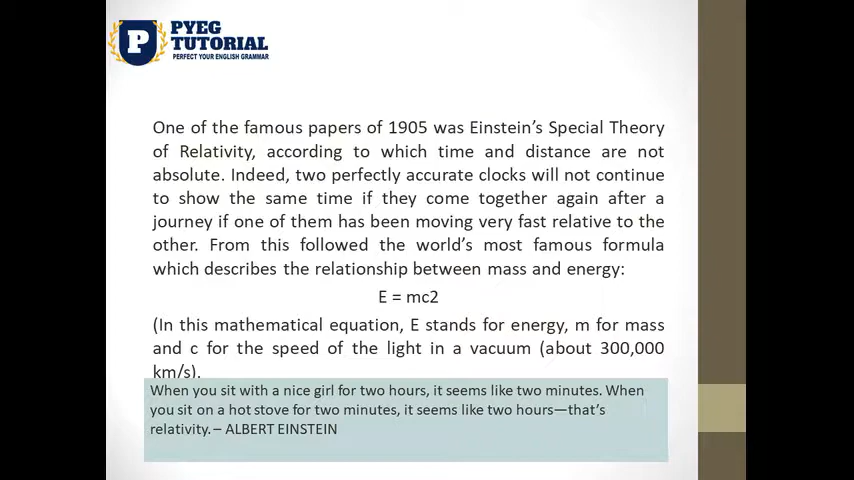 P
PYEG
TUTORIAL
PERFECT YOUR ENGLISH GRAMMAR
One of the famous papers of 1905 was Einstein’s Special Theory
of Relativity, according to which time and distance are not
absolute. Indeed, two perfectly accurate clocks will not continue
to show the same time if they come together again after a
journey if one of them has been moving very fast relative to the
other. From this followed the world’s most famous formula
which describes the relationship between mass and energy:
E = mc2
(In this mathematical equation, E stands for energy, m for mass
and c for the speed of the light in a vacuum (about 300,000
km/s).
When you sit with a nice girl for two hours, it seems like two minutes. When
you sit on a hot stove for two minutes, it seems like two hours—that’s
relativity. – ALBERT EINSTEIN